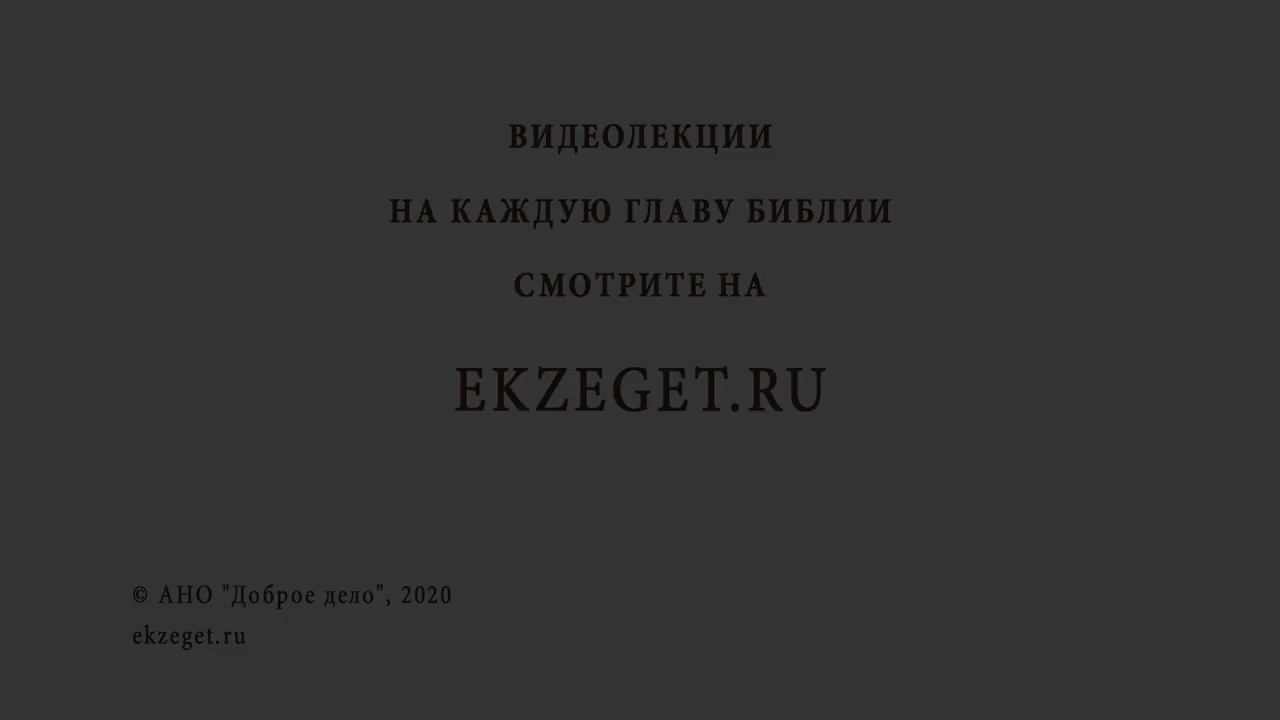 ВИДЕОЛЕКЦИИ
НА КАЖДУЮ ГЛАВУ БИБЛИИ
СМОТРИТЕ НА
EKZEGET.RU
© АНО "Доброе дело", 2020
ekzeget.ru